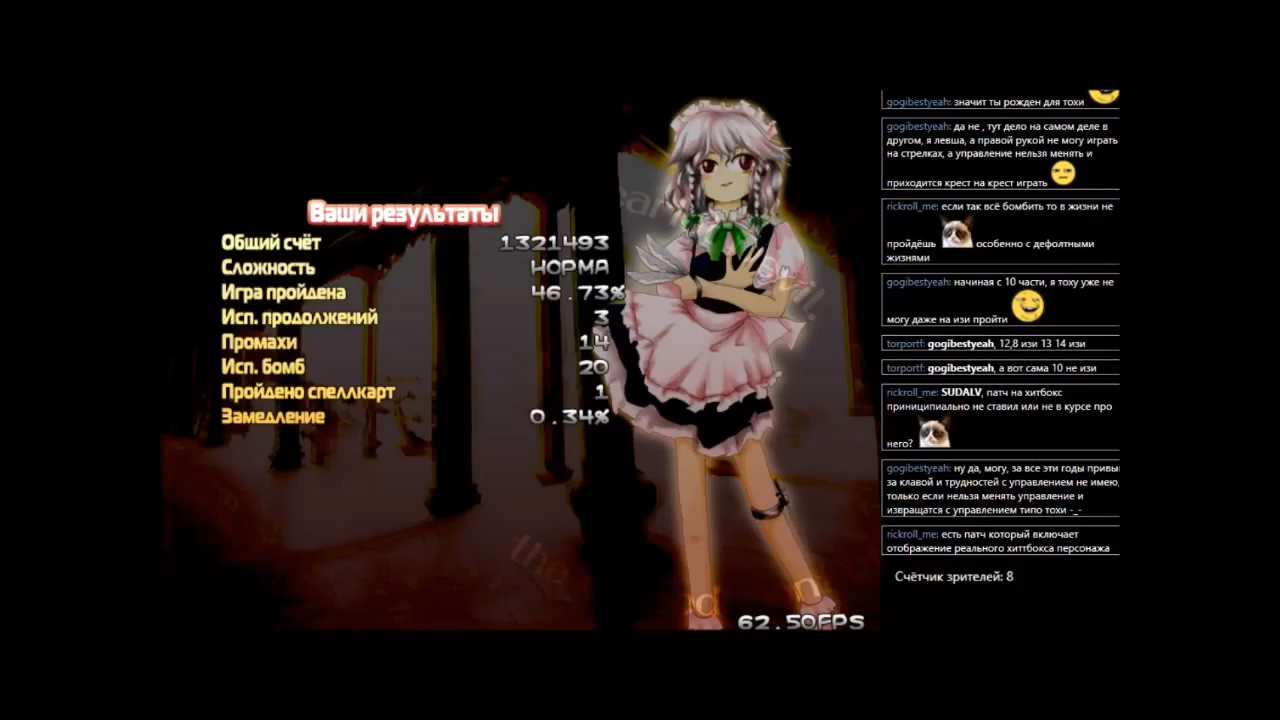 Ваши результаты
Общий счёт 1321493
Сложность НОРМА
Игра пройдена 46.73%
Исп. продолжений 3
Промахи 14
Исп. бомб 20
Пройдено спеллкарт 1
Замедление 0.34%
62.50FPS
gogibestyeah: значит ты рожден для тохи
gogibestyeah: да не , тут дело на самом деле в
другом, я левша, а правой рукой не могу играть
на стрелках, а управление нельзя менять и
приходится крест на крест играть
rickroll_me: если так всё бомбить то в жизни не
пройдёшь особенно с дефолтными
жизнями
gogibestyeah: начиная с 10 части, я тоху уже не
могу даже на изи пройти
torportf: gogibestyeah, 12,8 изи 13 14 изи
torportf: gogibestyeah, а вот сама 10 не изи
rickroll_me: SUDALV, патч на хитбокс
приниципиально не ставил или не в курсе про
него?
gogibestyeah: ну да, могу, за все эти годы привы
за клавой и трудностей с управлением не имею,
только если нельзя менять управление и
извращатся с управлением типо тохи -_-
rickroll_me: есть патч который включает
отображение реального хиттбокса персонажа
Счётчик зрителей: 8